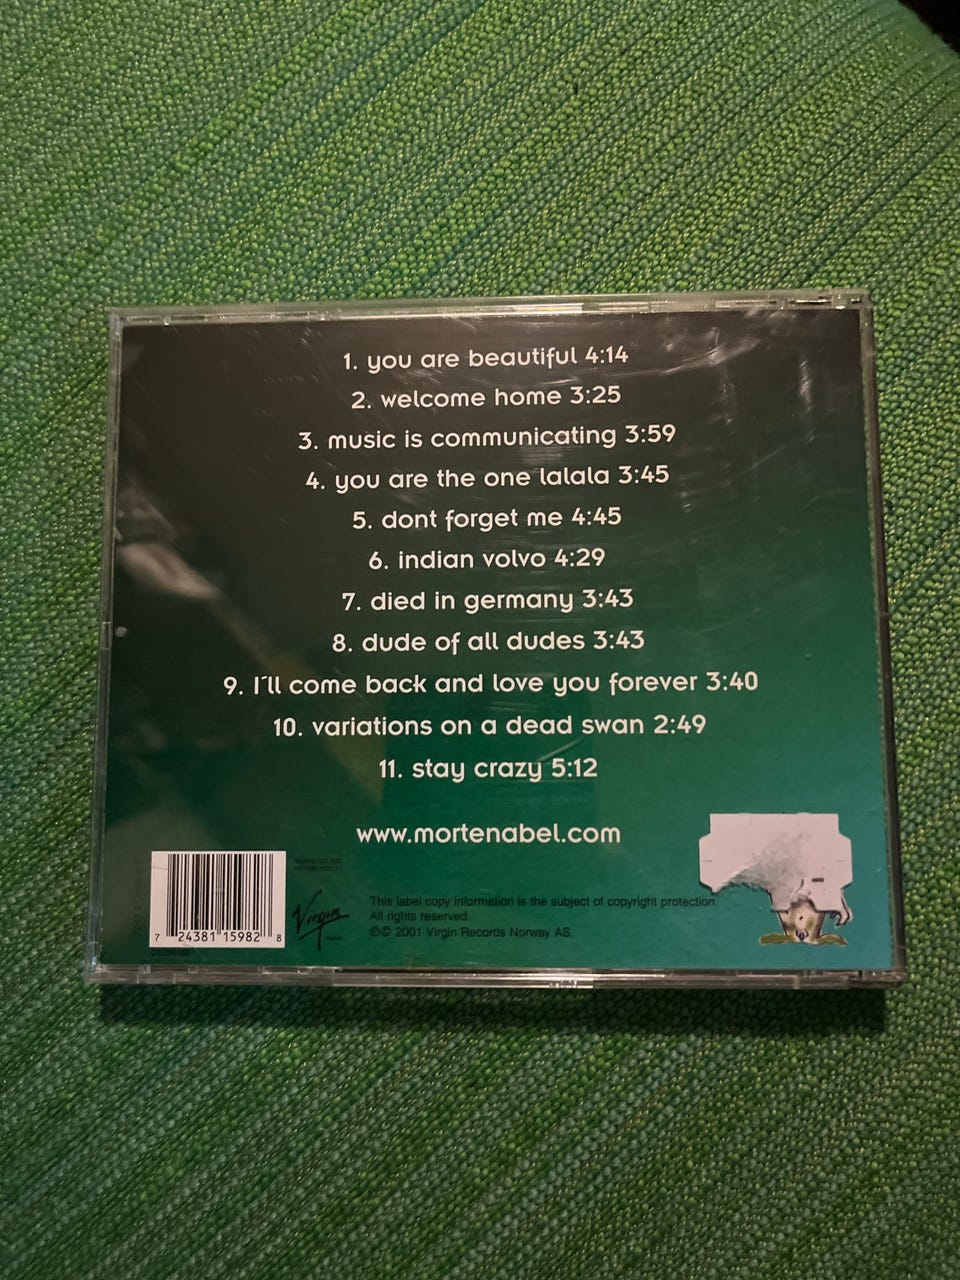 1. you are beautiful 4:14
2. welcome home 3:25
3. music is communicating 3:59
4. you are the one lalala 3:45
5. dont forget me 4:45
6. indian volvo 4:29
7. died in germany 3:43
8. dude of all dudes 3:43
9. I´ll come back and love you forever 3:40
10. variations on a dead swan 2:49
11. stay crazy 5:12
www.mortenabel.com
7 24381 15982 8
Virgin
This label copy information is the subject of copyright protection.
All rights reserved.
℗© 2001 Virgin Records Norway AS.